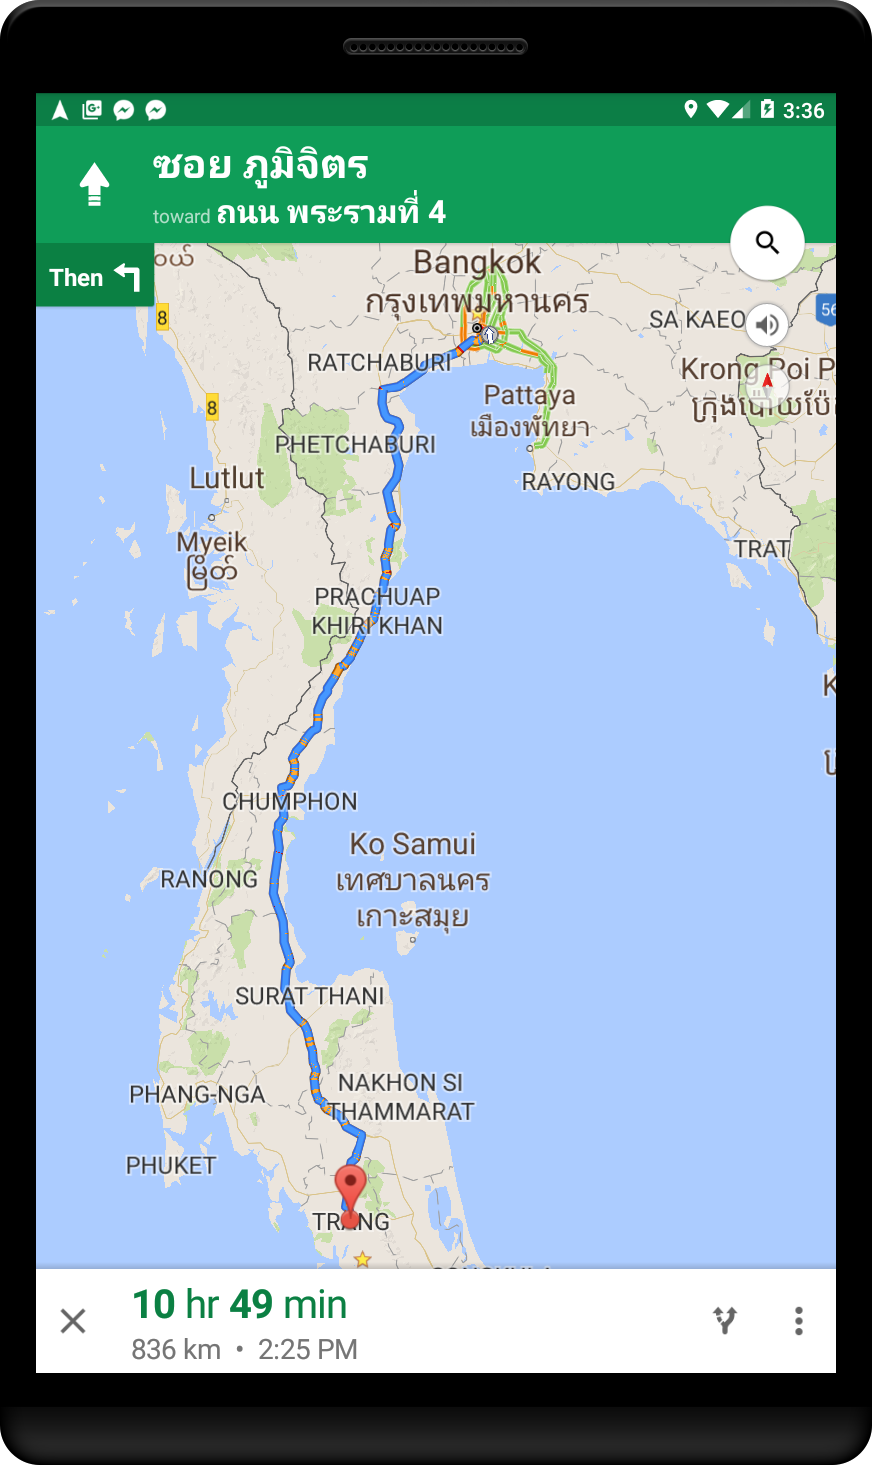 3:36
ซอย ภูมิจิตร
toward ถนน พระรามที่ 4
Then
Bangkok
กรุงเทพมหานคร
8
SA KAEO
56
RATCHABURI
Krong Poi P
ក្រុងប៉ោយប៉ែ
Pattaya
เมืองพัทยา
8
PHETCHABURI
Lutlut
RAYONG
Myeik
မြိတ်
TRAT
PRACHUAP
KHIRI KHAN
K
CHUMPHON
Ko Samui
เทศบาลนคร
เกาะสมุย
RANONG
SURAT THANI
NAKHON SI
THAMMARAT
PHANG-NGA
PHUKET
TRANG
10 hr 49 min
836 km • 2:25 PM